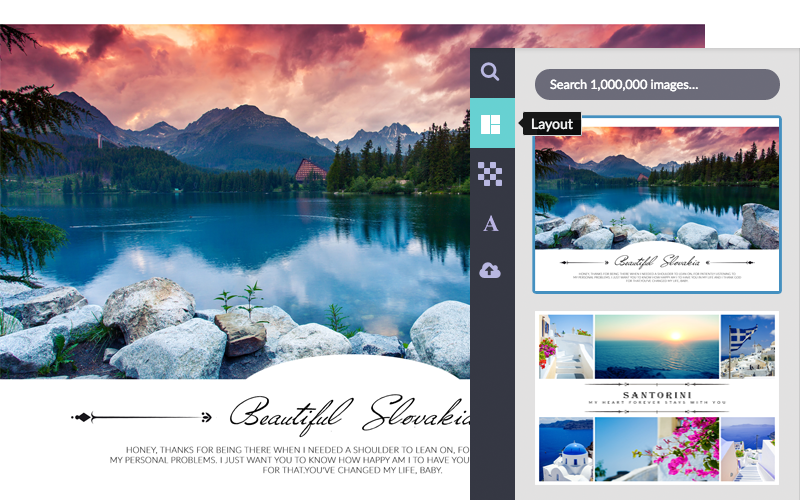 Search 1,000,000 images...
Layout
Beautiful Slovakia
HONEY, THANKS FOR BEING THERE WHEN I NEEDED A SHOULDER TO LEAN ON, FO
MY PERSONAL PROBLEMS. I JUST WANT YOU TO KNOW HOW HAPPY AM I TO HAVE YOU
FOR THAT.YOU'VE CHANGED MY LIFE, BABY.
A
Beautiful Slovakia
SANTORINI
MY HEART FOREVER STAYS WITH YOU